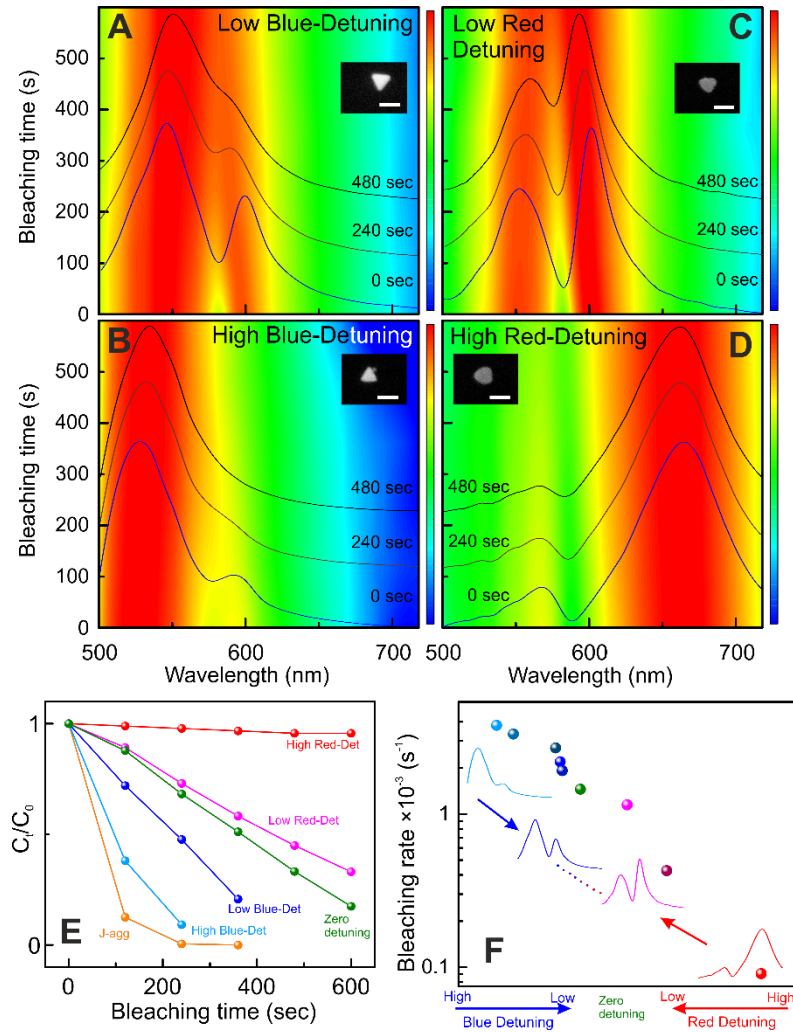 A Low Blue-Detuning
Low Red
Detuning C
Bleaching time (s)
500
400
300
200
100
0
480 sec
240 sec
0 sec
480 sec
240 sec
0 sec
B High Blue-Detuning
High Red-Detuning D
Bleaching time (s)
500
400
300
200
100
0
480 sec
240 sec
0 sec
480 sec
240 sec
0 sec
500 600 700
Wavelength (nm)
500 600 700
Wavelength (nm)
Cₜ/C₀
1
0
High Red-Det
Low Red-Det
Low Blue-Det
Zero
detuning
High Blue-Det
J-agg
E
0 200 400 600
Bleaching time (sec)
Bleaching rate ×10⁻³ (s⁻¹)
1
0.1
F
High Low Zero
detuning Low High
Blue Detuning Red Detuning